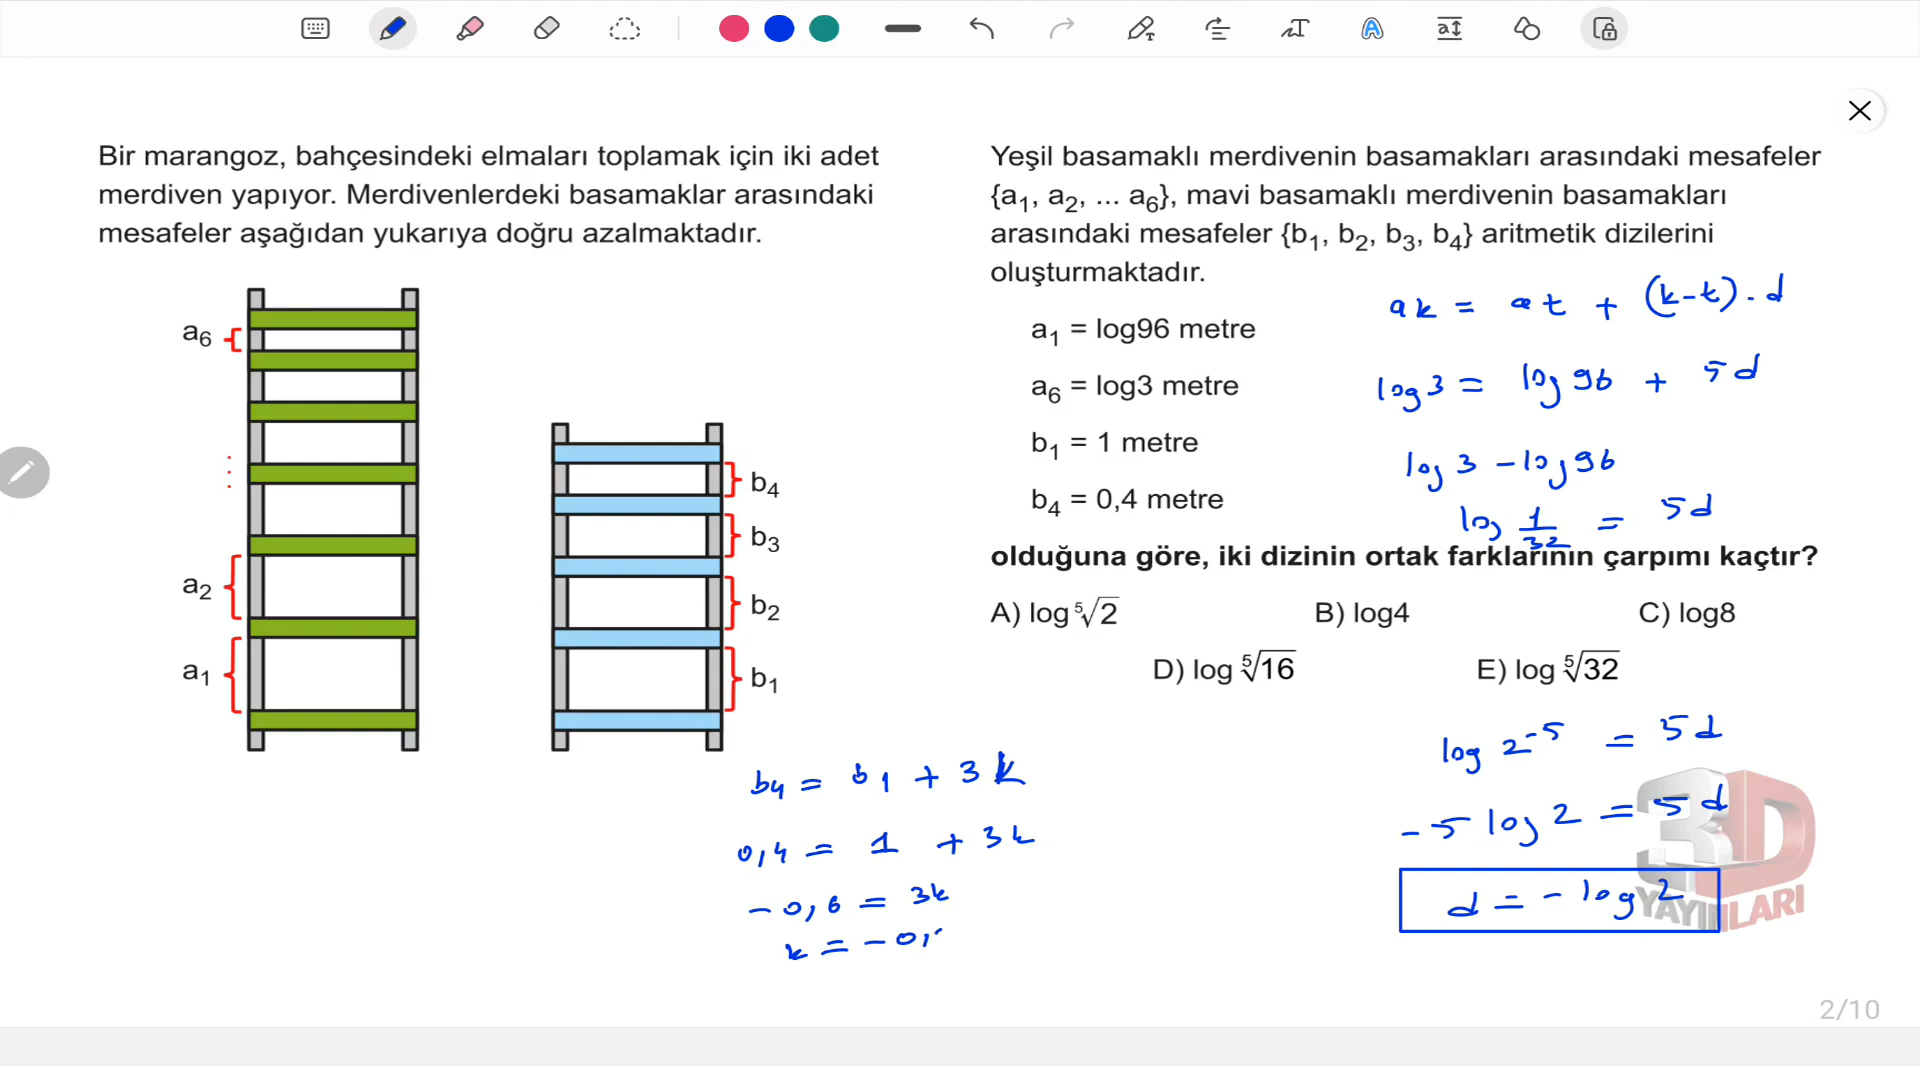 Bir marangoz, bahçesindeki elmaları toplamak için iki adet
merdiven yapıyor. Merdivenlerdeki basamaklar arasındaki
mesafeler aşağıdan yukarıya doğru azalmaktadır.
a₆
a₂
a₁
b₄
b₃
b₂
b₁
b₄ = b₁ + 3k
0,4 = 1 + 3k
-0,6 = 3k
k = -0,
Yeşil basamaklı merdivenin basamakları arasındaki mesafeler
{a₁, a₂, ... a₆}, mavi basamaklı merdivenin basamakları
arasındaki mesafeler {b₁, b₂, b₃, b₄} aritmetik dizilerini
oluşturmaktadır.
a₁ = log96 metre
a₆ = log3 metre
b₁ = 1 metre
b₄ = 0,4 metre
ak = at + (k-t).d
log3 = log96 + 5d
log3 - log96
log 1/32 = 5d
olduğuna göre, iki dizinin ortak farklarının çarpımı kaçtır?
A) log ⁵√2 B) log4 C) log8
D) log ⁵√16 E) log ⁵√32
log 2⁻⁵ = 5d
-5 log2 = 5d
d = -log2
3D
YAYINLARI
2/10